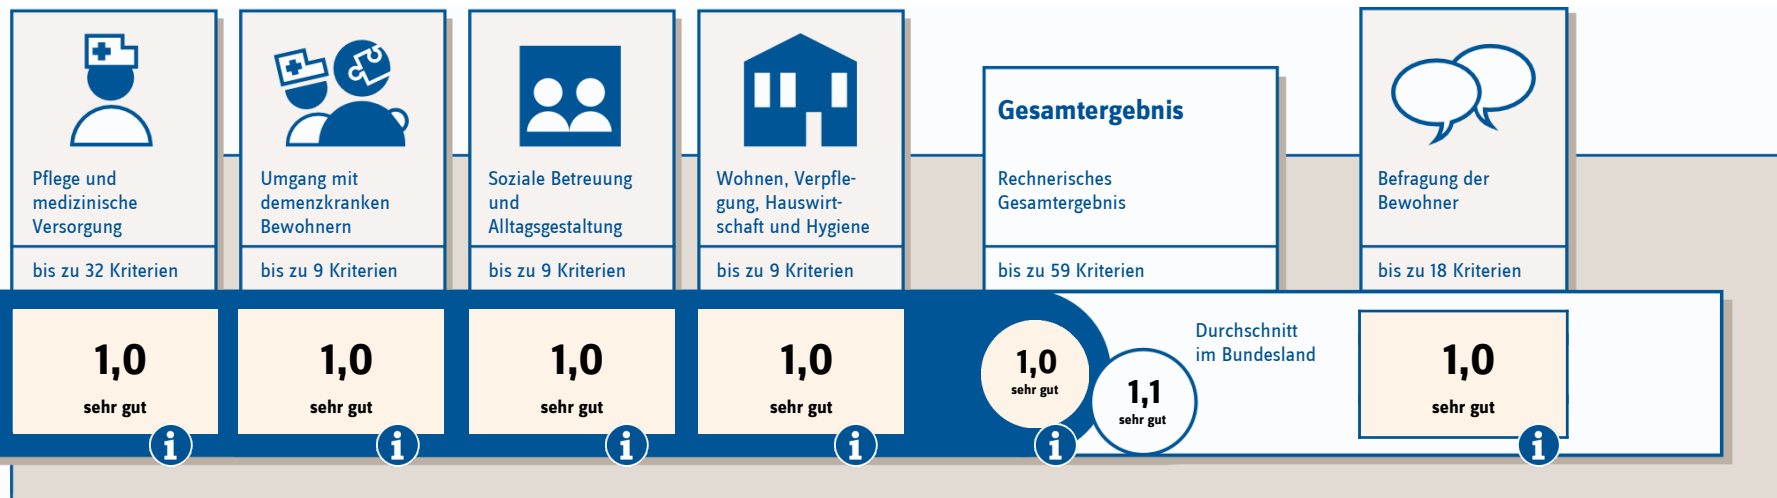 Pflege und
medizinische
Versorgung
bis zu 32 Kriterien
1,0
sehr gut
Umgang mit
demenzkranken
Bewohnern
bis zu 9 Kriterien
1,0
sehr gut
Soziale Betreuung
und
Alltagsgestaltung
bis zu 9 Kriterien
1,0
sehr gut
Wohnen, Verpfle-
gung, Hauswirt-
schaft und Hygiene
bis zu 9 Kriterien
1,0
sehr gut
Gesamtergebnis
Rechnerisches
Gesamtergebnis
bis zu 59 Kriterien
1,0
sehr gut
1,1
sehr gut
Durchschnitt
im Bundesland
Befragung der
Bewohner
bis zu 18 Kriterien
1,0
sehr gut
i
i
i
i
i
i